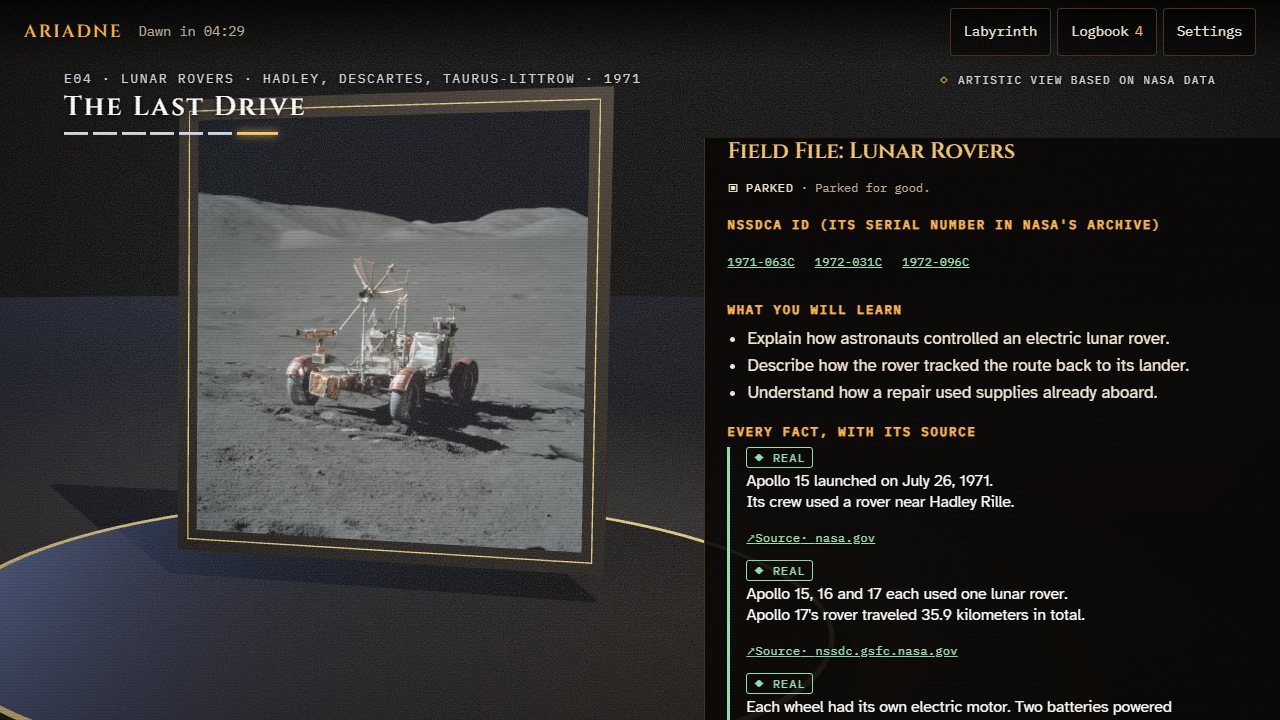 ARIADNE
Dawn in 04:29
Labyrinth
Logbook 4
Settings
E04 · LUNAR ROVERS · HADLEY, DESCARTES, TAURUS-LITTROW · 1971
◇ ARTISTIC VIEW BASED ON NASA DATA
The Last Drive
Field File: Lunar Rovers
▣ PARKED · Parked for good.
NSSDCA ID (ITS SERIAL NUMBER IN NASA'S ARCHIVE)
1971-063C 1972-031C 1972-096C
WHAT YOU WILL LEARN
• Explain how astronauts controlled an electric lunar rover.
• Describe how the rover tracked the route back to its lander.
• Understand how a repair used supplies already aboard.
EVERY FACT, WITH ITS SOURCE
◆ REAL
Apollo 15 launched on July 26, 1971.
Its crew used a rover near Hadley Rille.
↗Source· nasa.gov
◆ REAL
Apollo 15, 16 and 17 each used one lunar rover.
Apollo 17's rover traveled 35.9 kilometers in total.
↗Source· nssdc.gsfc.nasa.gov
◆ REAL
Each wheel had its own electric motor. Two batteries powered